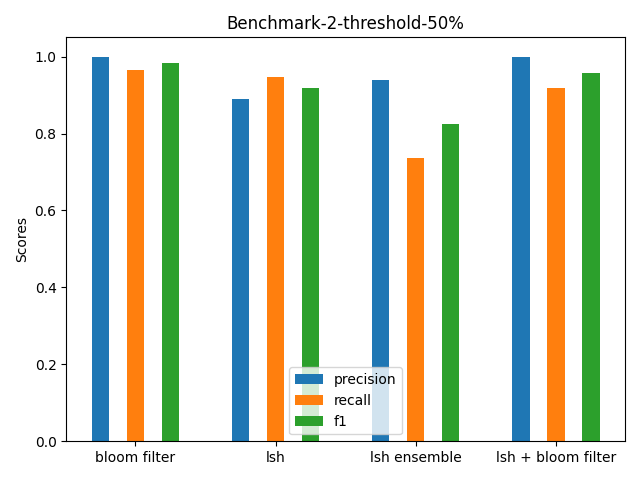 Benchmark-2-threshold-50%
Scores
1.0
0.8
0.6
0.4
0.2
0.0
precision
recall
f1
bloom filter
lsh
lsh ensemble
lsh + bloom filter